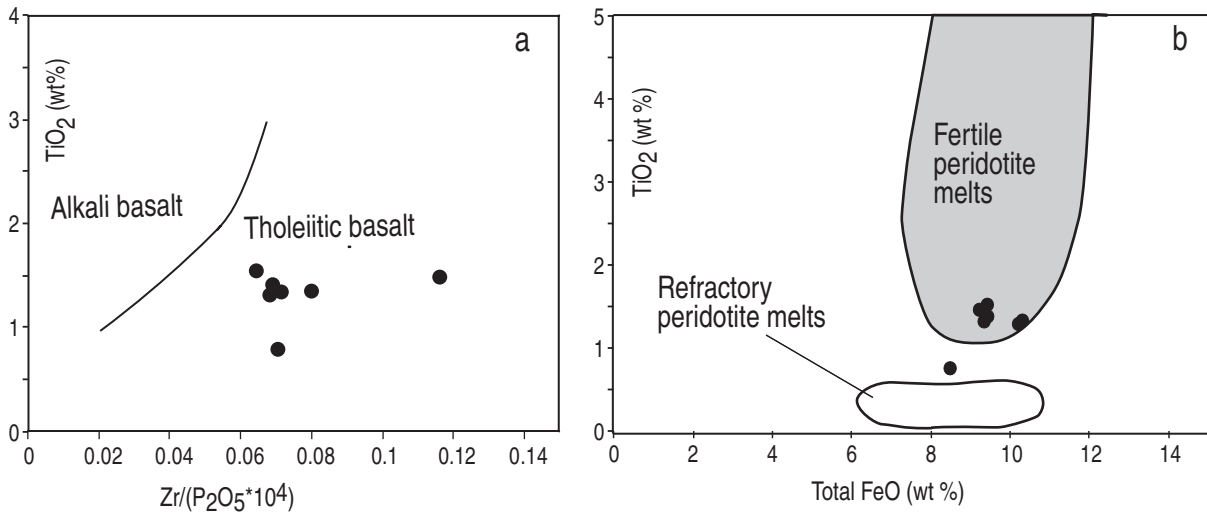 a
4
3
2
1
0
TiO2 (wt%)
Alkali basalt
Tholeiitic basalt
0
0.02
0.04
0.06
0.08
0.10
0.12
0.14
Zr/(P2O5*10^4)
b
5
4
3
2
1
0
TiO2 (wt %)
Fertile
peridotite
melts
Refractory
peridotite melts
0
2
4
6
8
10
12
14
Total FeO (wt %)